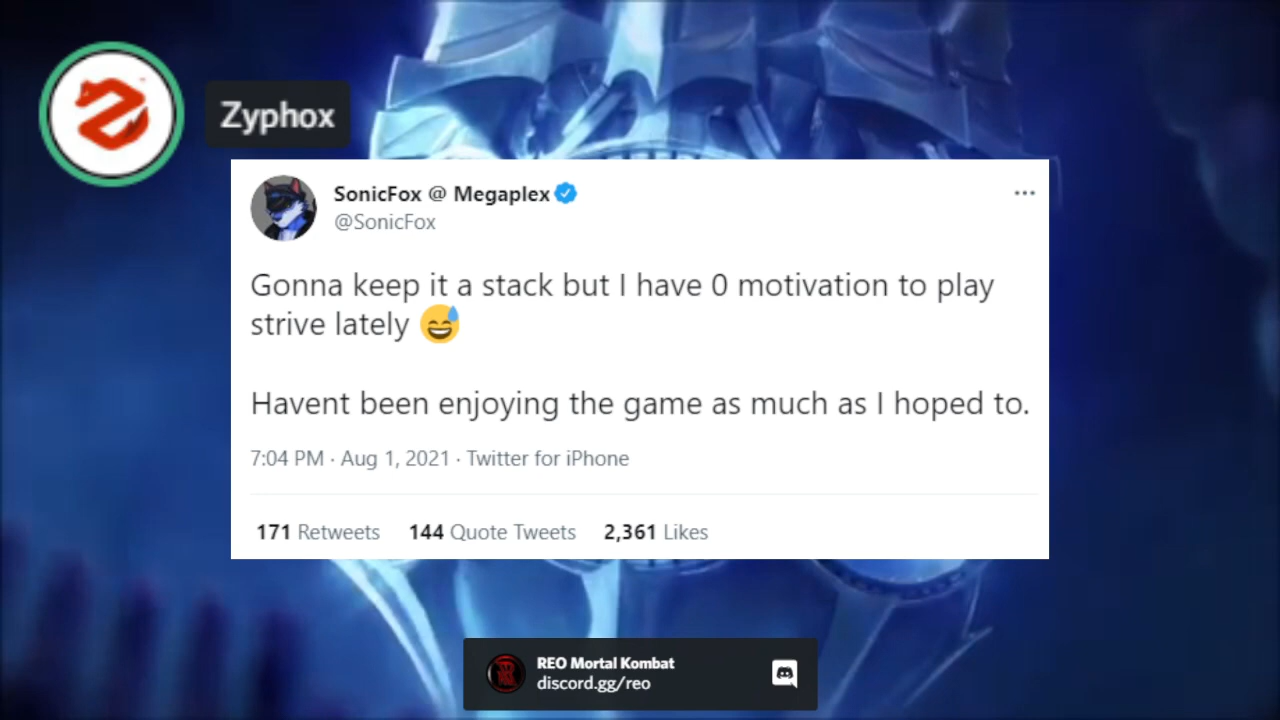 Zyphox
SonicFox @ Megaplex
@SonicFox
Gonna keep it a stack but I have 0 motivation to play
strive lately 😅
Havent been enjoying the game as much as I hoped to.
7:04 PM · Aug 1, 2021 · Twitter for iPhone
171 Retweets 144 Quote Tweets 2,361 Likes
REO Mortal Kombat
discord.gg/reo